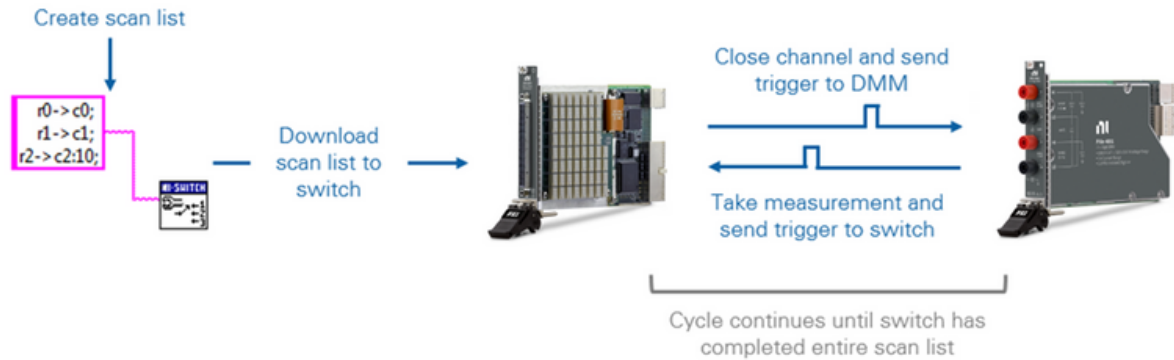 Create scan list
r0->c0;
r1->c1;
r2->c2:10;
NI-SWITCH
Download
scan list to
switch
Close channel and send
trigger to DMM
Take measurement and
send trigger to switch
Cycle continues until switch has
completed entire scan list